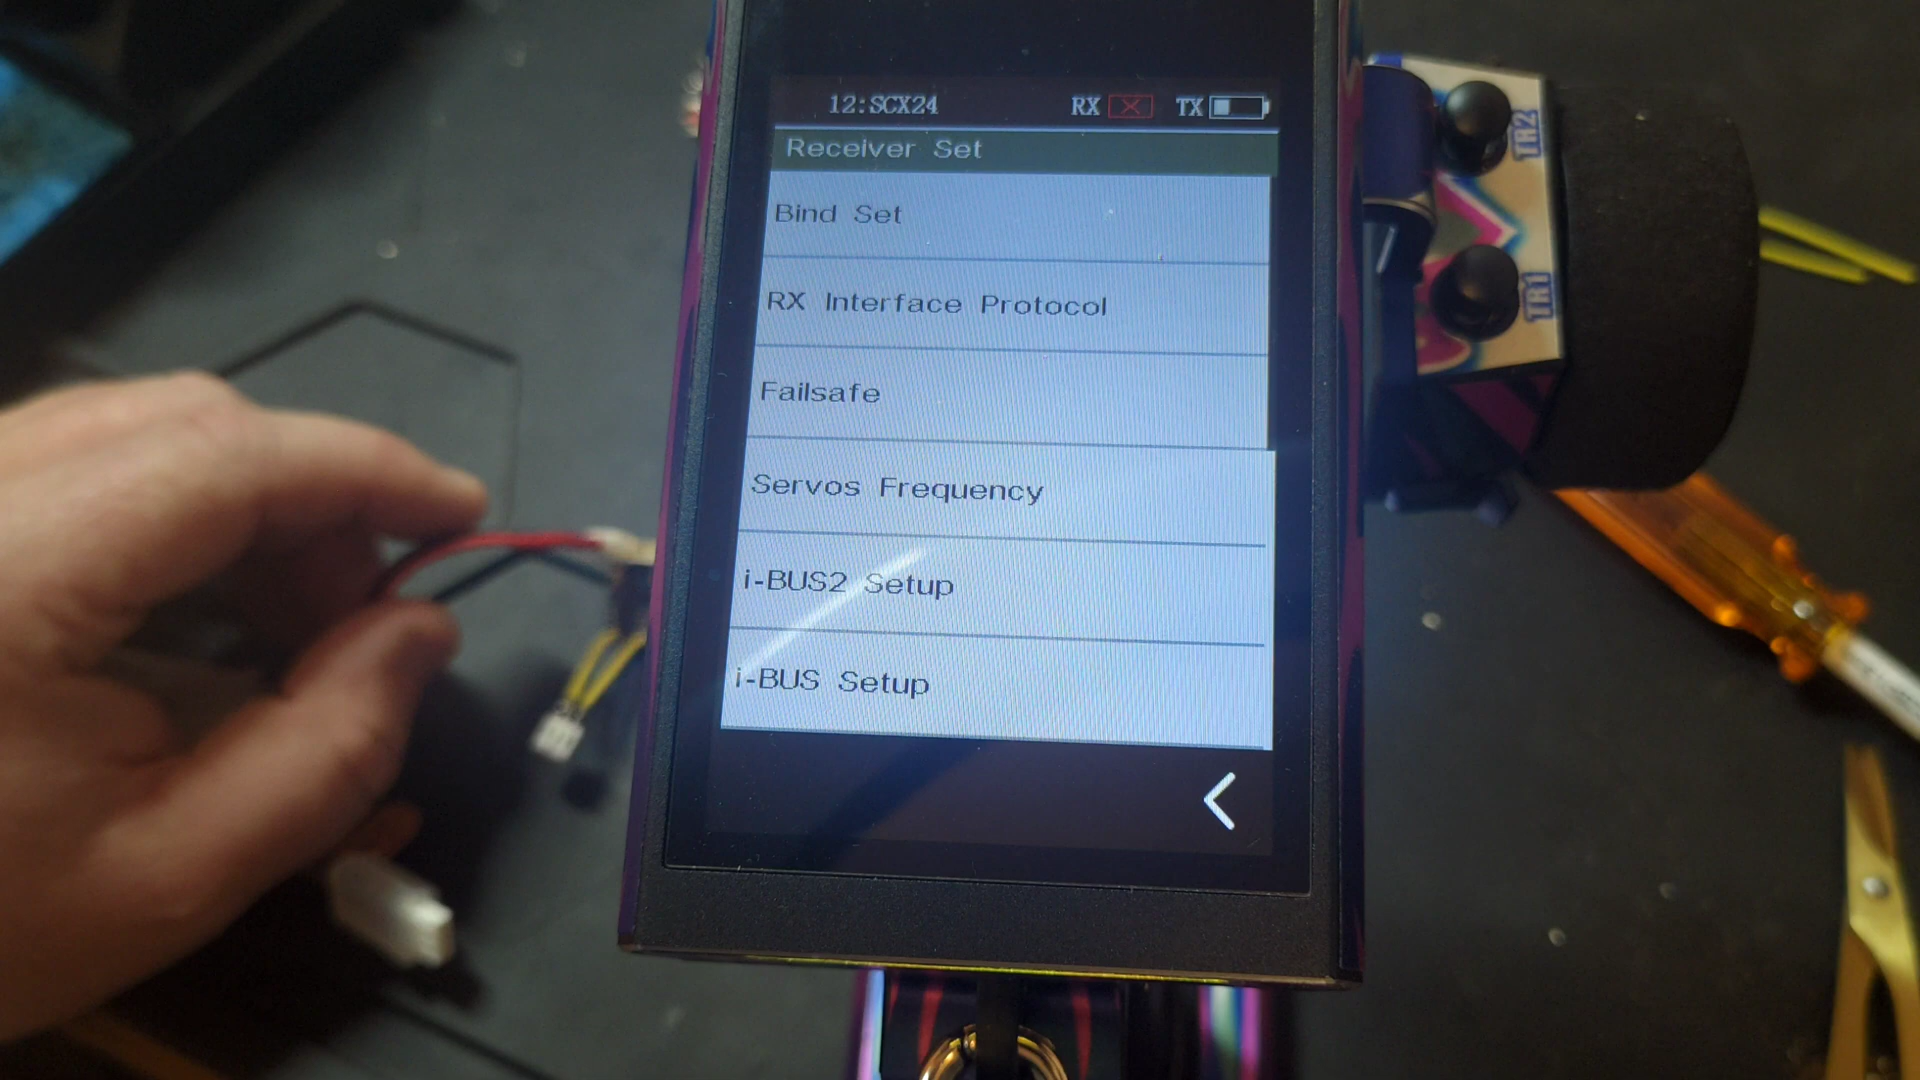 12:SCX24 RX TX
Receiver Set
Bind Set
RX Interface Protocol
Failsafe
Servos Frequency
i-BUS2 Setup
i-BUS Setup
TR2
TR1